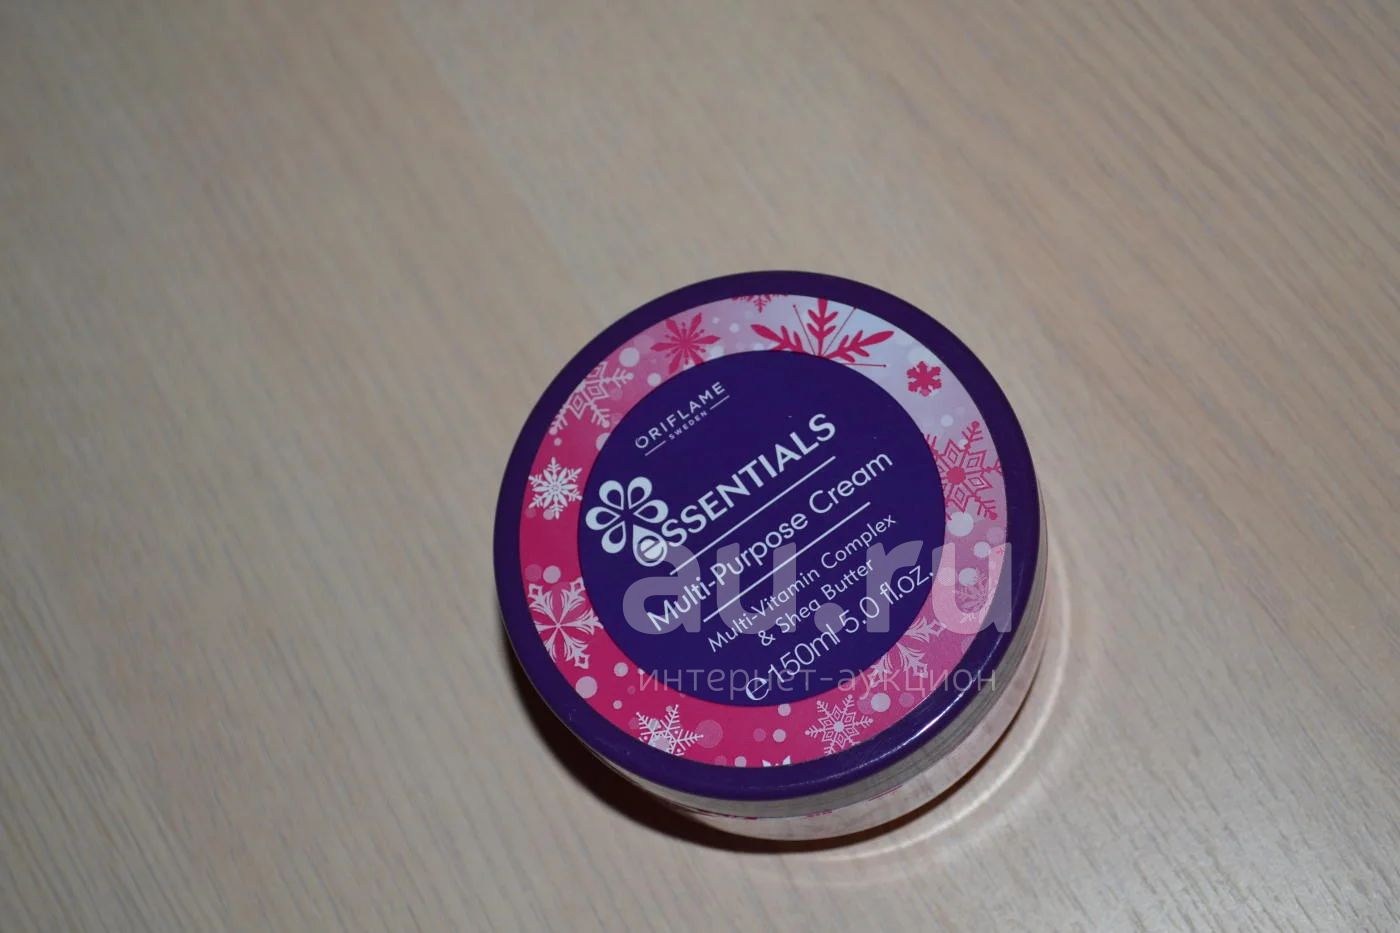 ORIFLAME
SWEDEN
eSSENTIALS
Multi-Purpose Cream
Multi-Vitamin Complex
& Shea Butter
℮ 150ml 5.0 fl.oz.
au.ru
интернет-аукцион